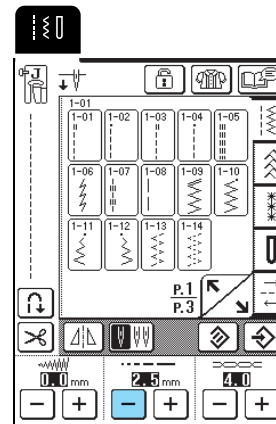 J
1-01
1-01 1-02 1-03 1-04 1-05
1-06 1-07 1-08 1-09 1-10
1-11 1-12 1-13 1-14
P.1
P.3
0.0 mm 2.5 mm 4.0
− + − + − +